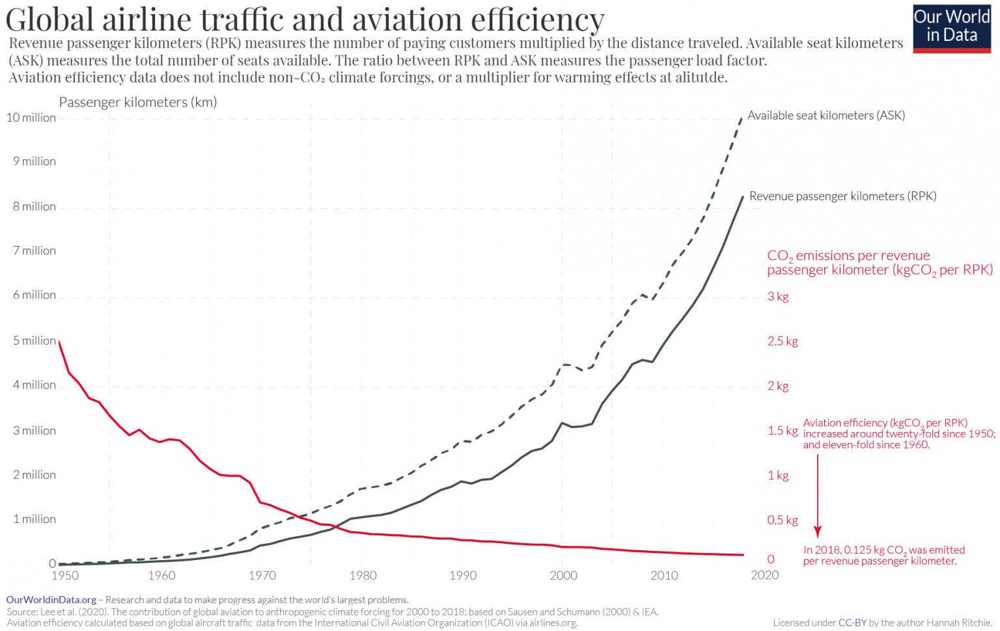 Global airline traffic and aviation efficiency
Our World
in Data
Revenue passenger kilometers (RPK) measures the number of paying customers multiplied by the distance traveled. Available seat kilometers
(ASK) measures the total number of seats available. The ratio between RPK and ASK measures the passenger load factor.
Aviation efficiency data does not include non-CO₂ climate forcings, or a multiplier for warming effects at alitutde.
Passenger kilometers (km)
10 million
9 million
8 million
7 million
6 million
5 million
4 million
3 million
2 million
1 million
0
Available seat kilometers (ASK)
Revenue passenger kilometers (RPK)
CO₂ emissions per revenue
passenger kilometer (kgCO₂ per RPK)
3 kg
2.5 kg
2 kg
1.5 kg
1 kg
0.5 kg
0
Aviation efficiency (kgCO₂ per RPK)
increased around twenty-fold since 1950;
and eleven-fold since 1960.
In 2018, 0.125 kg CO₂ was emitted
per revenue passenger kilometer.
1950 1960 1970 1980 1990 2000 2010 2020
OurWorldinData.org – Research and data to make progress against the world's largest problems.
Source: Lee et al. (2020). The contribution of global aviation to anthropogenic climate forcing for 2000 to 2018; based on Sausen and Schumann (2000) & IEA.
Aviation efficiency calculated based on global aircraft traffic data from the International Civil Aviation Organization (ICAO) via airlines.org.
Licensed under CC-BY by the author Hannah Ritchie.